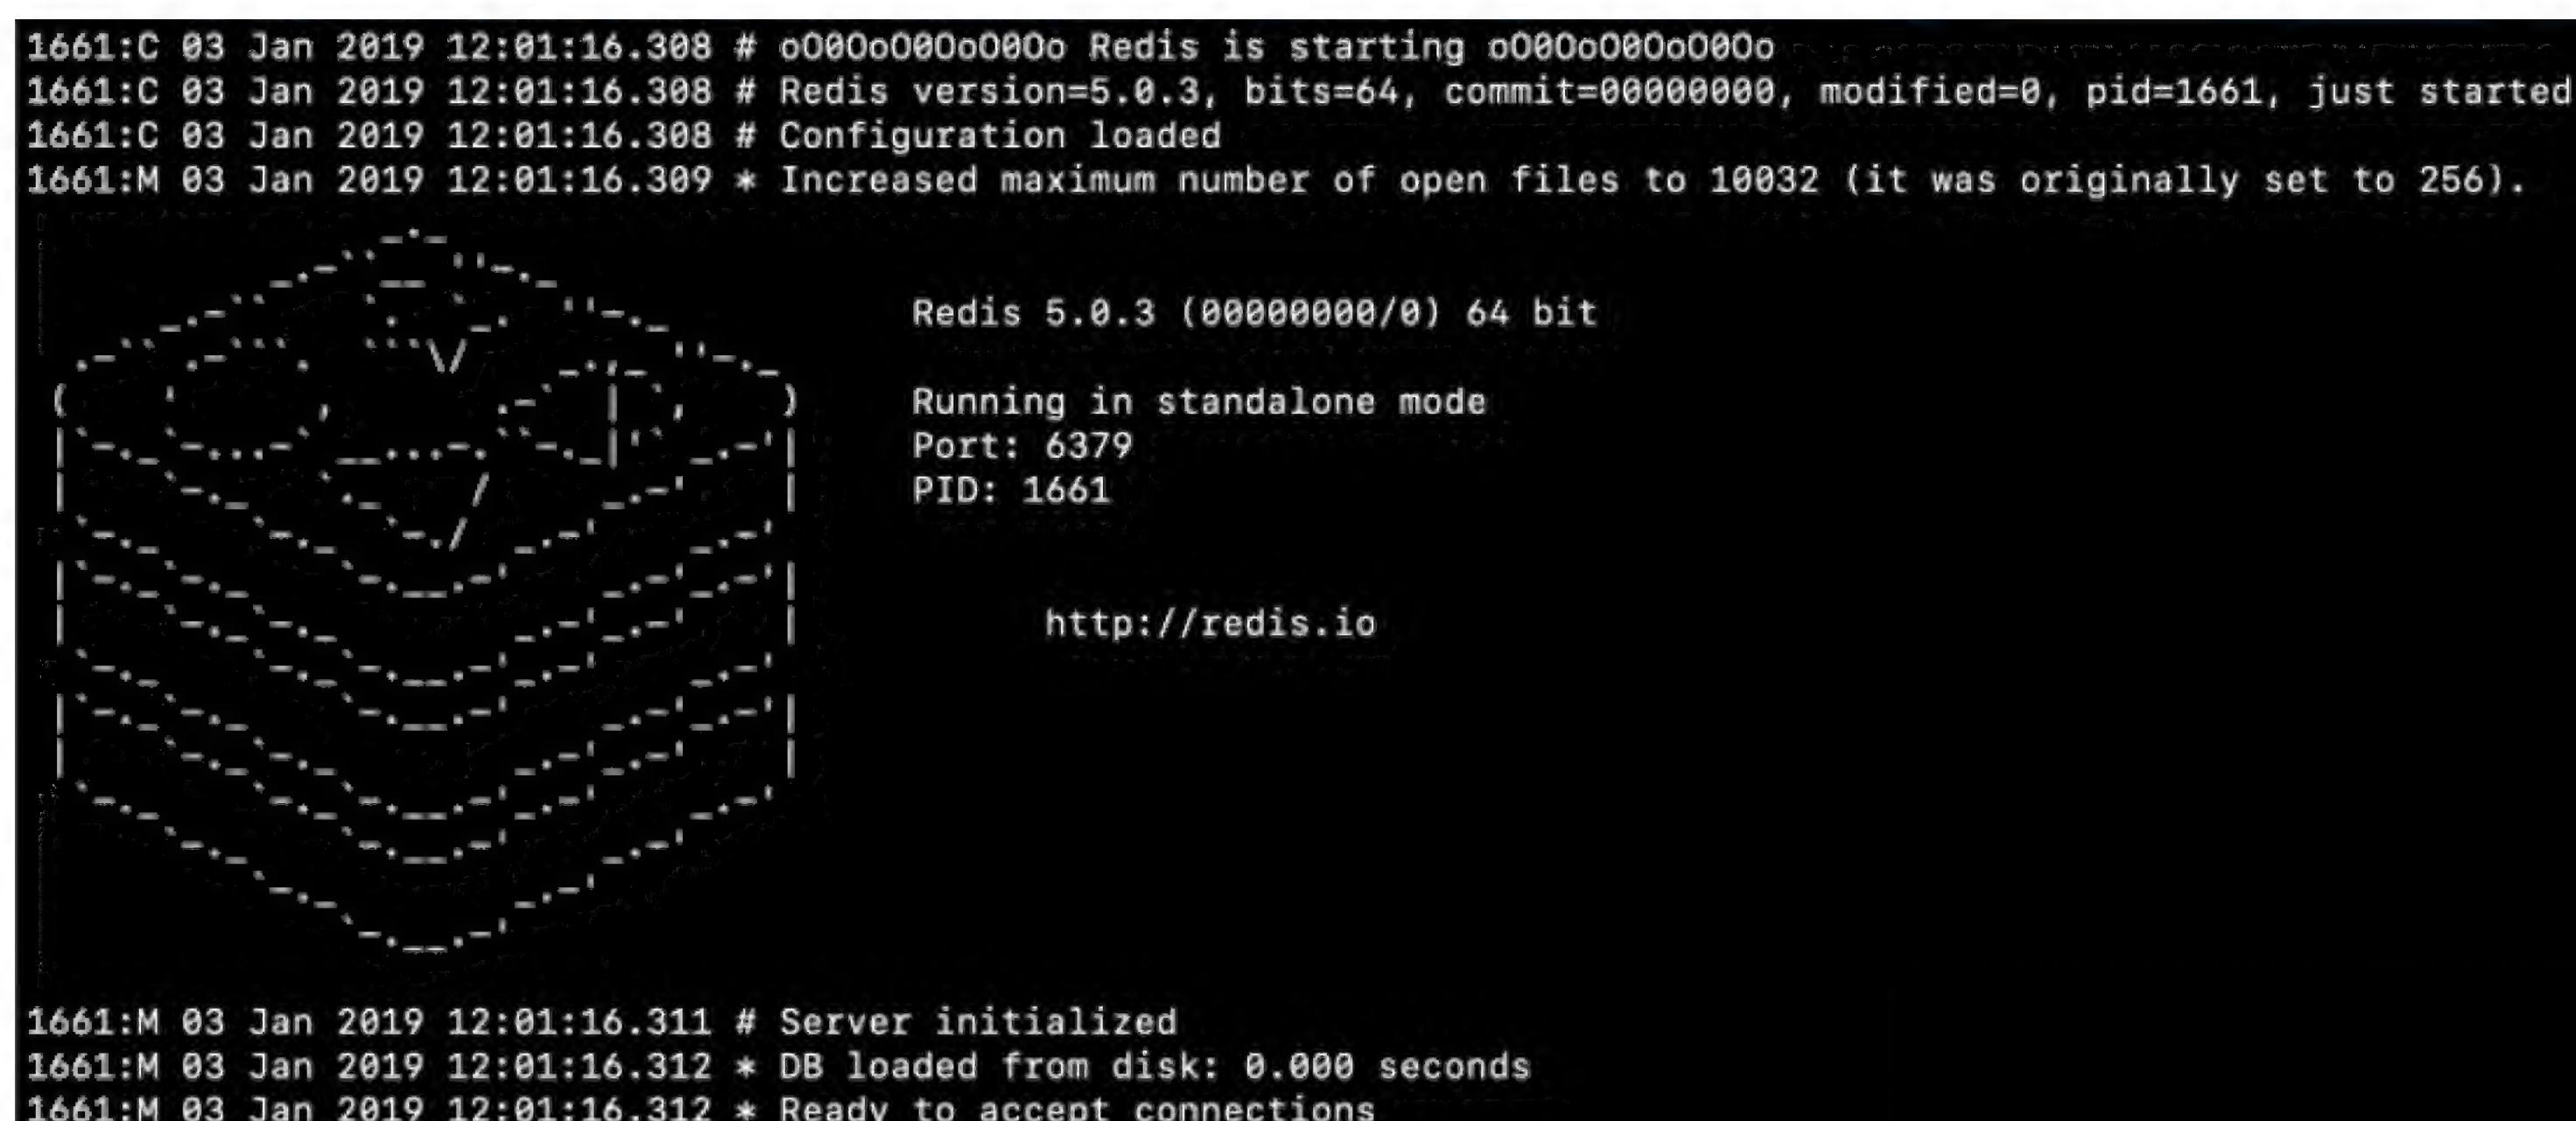 1661:C 03 Jan 2019 12:01:16.308 # oO0OoO0OoO0Oo Redis is starting oO0OoO0OoO0Oo
1661:C 03 Jan 2019 12:01:16.308 # Redis version=5.0.3, bits=64, commit=00000000, modified=0, pid=1661, just started
1661:C 03 Jan 2019 12:01:16.308 # Configuration loaded
1661:M 03 Jan 2019 12:01:16.309 * Increased maximum number of open files to 10032 (it was originally set to 256).
Redis 5.0.3 (00000000/0) 64 bit
Running in standalone mode
Port: 6379
PID: 1661
http://redis.io
1661:M 03 Jan 2019 12:01:16.311 # Server initialized
1661:M 03 Jan 2019 12:01:16.312 * DB loaded from disk: 0.000 seconds
1661:M 03 Jan 2019 12:01:16.312 * Ready to accept connections